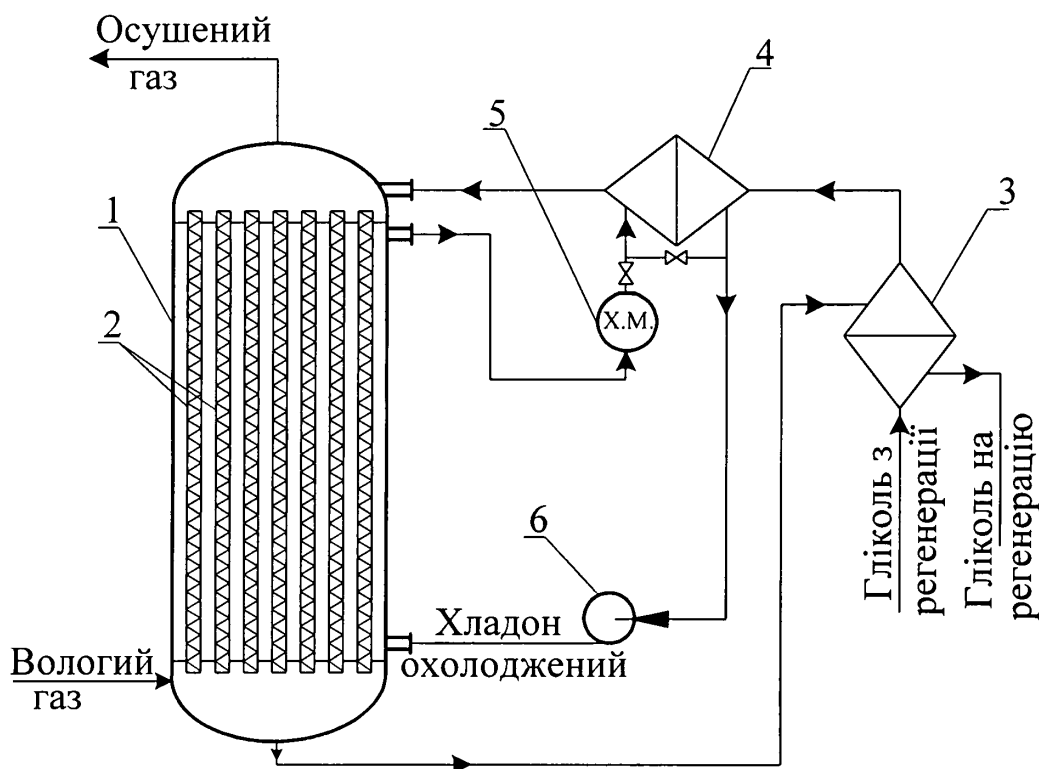 Осушений
газ
4
5
3
1
2
Х.М.
6
Хладон
охолоджений
Вологий
газ
Гліколь з
регенерації
Гліколь на
регенерацію